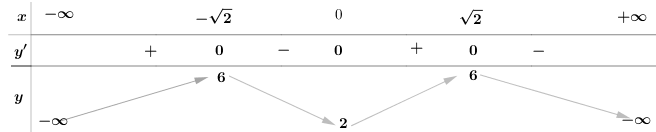 x −∞ −√2 0 √2 +∞
y′ + 0 − 0 + 0 −
6 6
y
−∞ 2 −∞